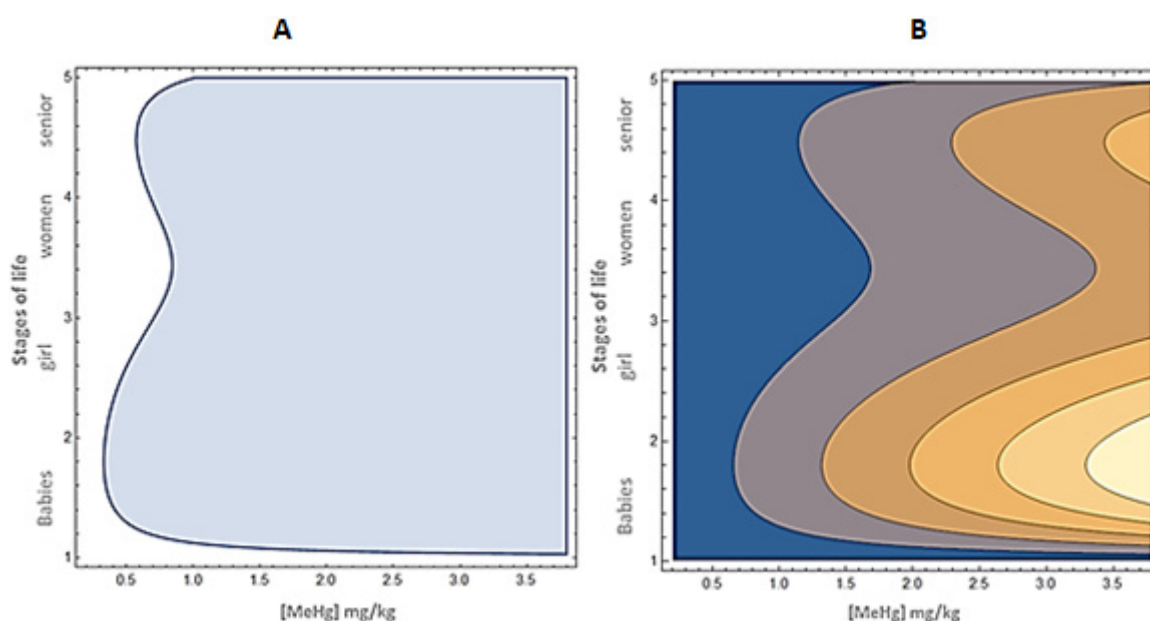 A
B
5
4
3
2
1
senior
women
girl
Babies
Stages of life
0.5 1.0 1.5 2.0 2.5 3.0 3.5
[MeHg] mg/kg
5
4
3
2
1
senior
women
girl
Babies
Stages of life
0.5 1.0 1.5 2.0 2.5 3.0 3.5
[MeHg] mg/kg